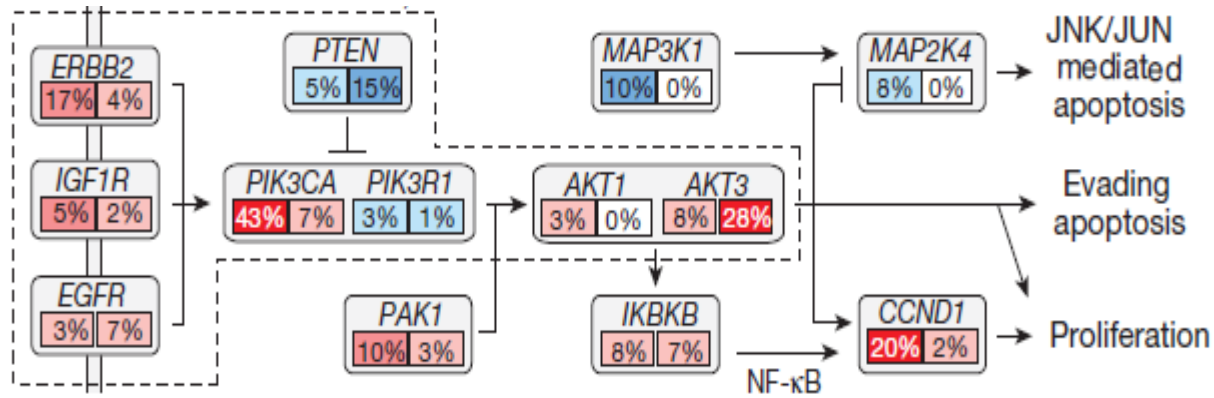 ERBB2
17% 4%
IGF1R
5% 2%
EGFR
3% 7%
PTEN
5% 15%
PIK3CA PIK3R1
43% 7% 3% 1%
PAK1
10% 3%
AKT1 AKT3
3% 0% 8% 28%
IKBKB
8% 7%
NF-κB
MAP3K1
10% 0%
MAP2K4
8% 0%
CCND1
20% 2%
JNK/JUN
mediated
apoptosis
Evading
apoptosis
Proliferation